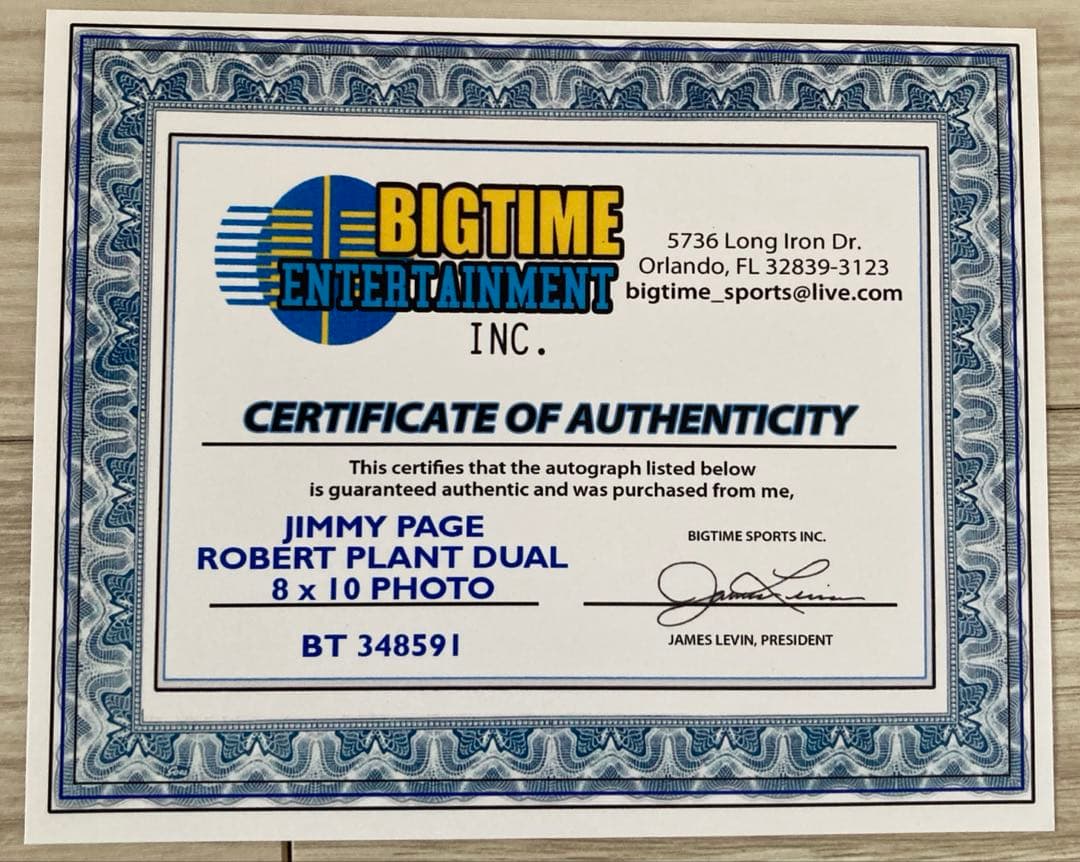 BIGTIME
ENTERTAINMENT
INC.
5736 Long Iron Dr.
Orlando, FL 32839-3123
bigtime_sports@live.com
CERTIFICATE OF AUTHENTICITY
This certifies that the autograph listed below
is guaranteed authentic and was purchased from me,
JIMMY PAGE
ROBERT PLANT DUAL
8 x 10 PHOTO
BT 348591
BIGTIME SPORTS INC.
James Levin
JAMES LEVIN, PRESIDENT